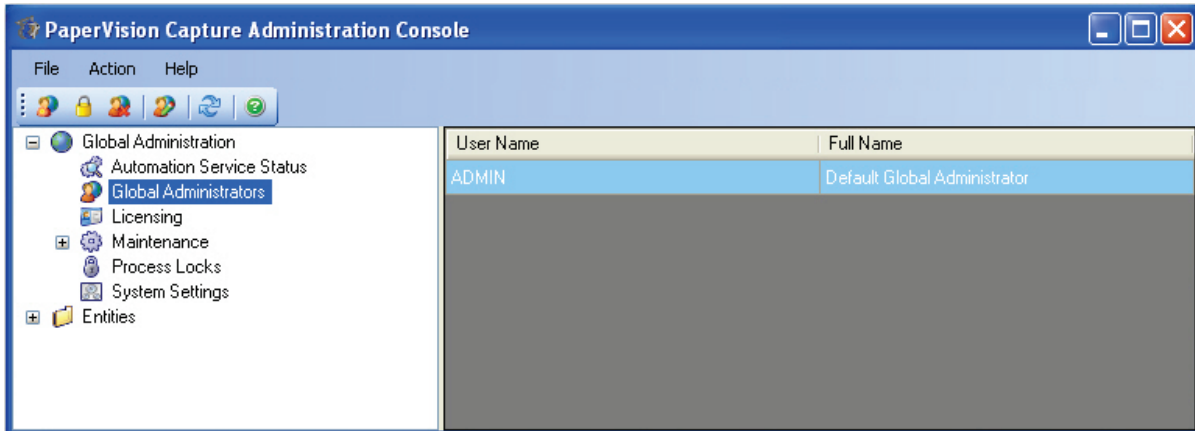 PaperVision Capture Administration Console
File Action Help
Global Administration
Automation Service Status
Global Administrators
Licensing
Maintenance
Process Locks
System Settings
Entities
User Name Full Name
ADMIN Default Global Administrator